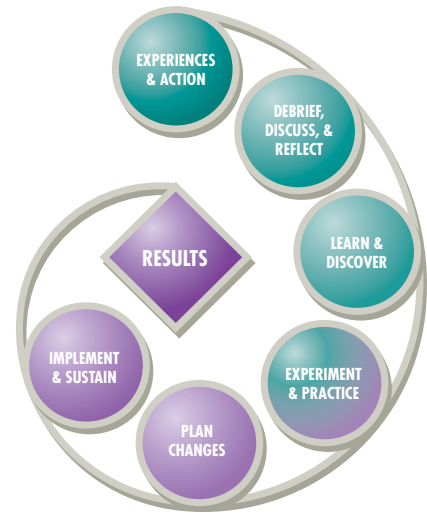 EXPERIENCES
& ACTION
DEBRIEF,
DISCUSS, &
REFLECT
LEARN &
DISCOVER
EXPERIMENT
& PRACTICE
PLAN
CHANGES
IMPLEMENT
& SUSTAIN
RESULTS